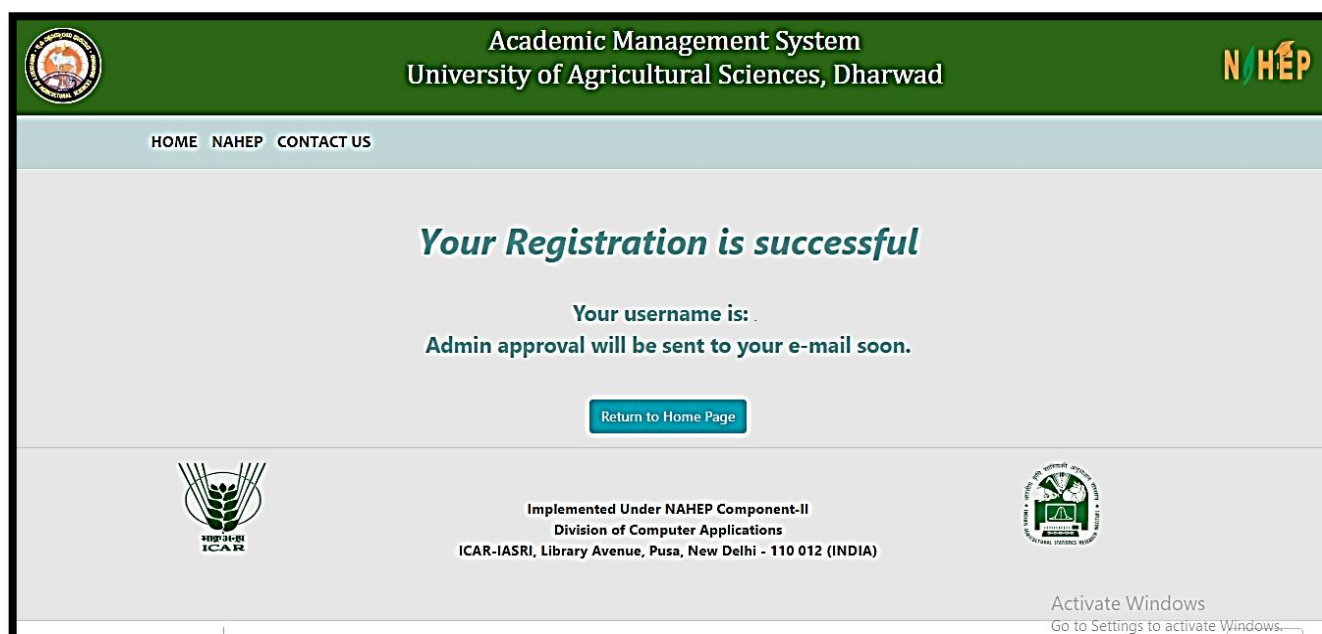 Academic Management System
University of Agricultural Sciences, Dharwad
NAHEP
HOME NAHEP CONTACT US
Your Registration is successful
Your username is:
Admin approval will be sent to your e-mail soon.
Return to Home Page
भाकृअनुप
ICAR
Implemented Under NAHEP Component-II
Division of Computer Applications
ICAR-IASRI, Library Avenue, Pusa, New Delhi - 110 012 (INDIA)
Activate Windows
Go to Settings to activate Windows.